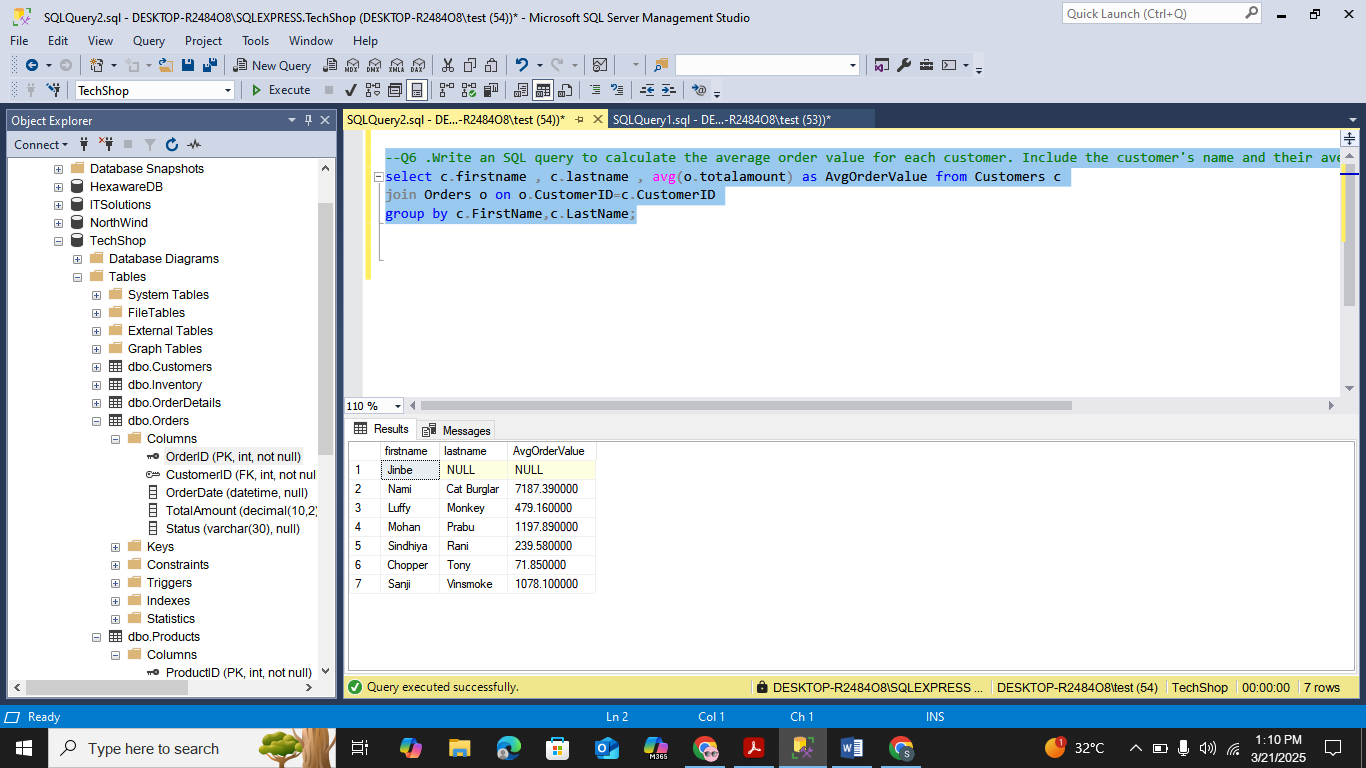 SQLQuery2.sql - DESKTOP-R2484O8\SQLEXPRESS.TechShop (DESKTOP-R2484O8\test (54))* - Microsoft SQL Server Management Studio
Quick Launch (Ctrl+Q)
File Edit View Query Project Tools Window Help
New Query
MDX DMX XMLA DAX
TechShop
Execute
Object Explorer
SQLQuery2.sql - DE...-R2484O8\test (54))*
SQLQuery1.sql - DE...-R2484O8\test (53))*
Connect
Database Snapshots
HexawareDB
ITSolutions
NorthWind
TechShop
Database Diagrams
Tables
System Tables
FileTables
External Tables
Graph Tables
dbo.Customers
dbo.Inventory
dbo.OrderDetails
dbo.Orders
Columns
OrderID (PK, int, not null)
CustomerID (FK, int, not nul
OrderDate (datetime, null)
TotalAmount (decimal(10,2)
Status (varchar(30), null)
Keys
Constraints
Triggers
Indexes
Statistics
dbo.Products
Columns
ProductID (PK, int, not null)
--Q6 .Write an SQL query to calculate the average order value for each customer. Include the customer's name and their ave
select c.firstname , c.lastname , avg(o.totalamount) as AvgOrderValue from Customers c
join Orders o on o.CustomerID=c.CustomerID
group by c.FirstName,c.LastName;
110 %
Results Messages
firstname lastname AvgOrderValue
1 Jinbe NULL NULL
2 Nami Cat Burglar 7187.390000
3 Luffy Monkey 479.160000
4 Mohan Prabu 1197.890000
5 Sindhiya Rani 239.580000
6 Chopper Tony 71.850000
7 Sanji Vinsmoke 1078.100000
Query executed successfully.
DESKTOP-R2484O8\SQLEXPRESS ... DESKTOP-R2484O8\test (54) TechShop 00:00:00 7 rows
Ready Ln 2 Col 1 Ch 1 INS
Type here to search
M365
1
32°C
1:10 PM
3/21/2025